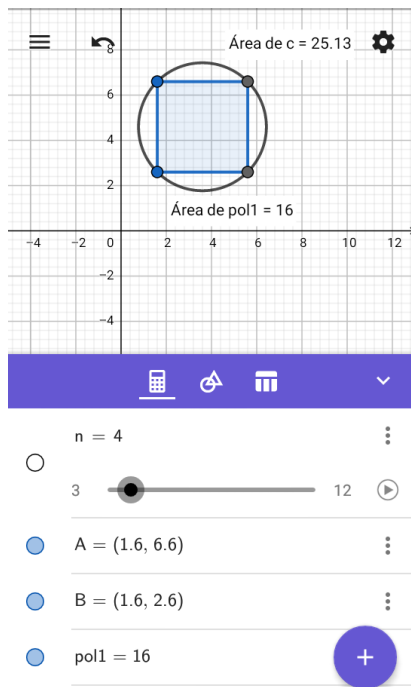 8
Área de c = 25.13
6
4
2
Área de pol1 = 16
−4 −2 0 2 4 6 8 10 12
−2
−4
n = 4
3 12
A = (1.6, 6.6)
B = (1.6, 2.6)
pol1 = 16